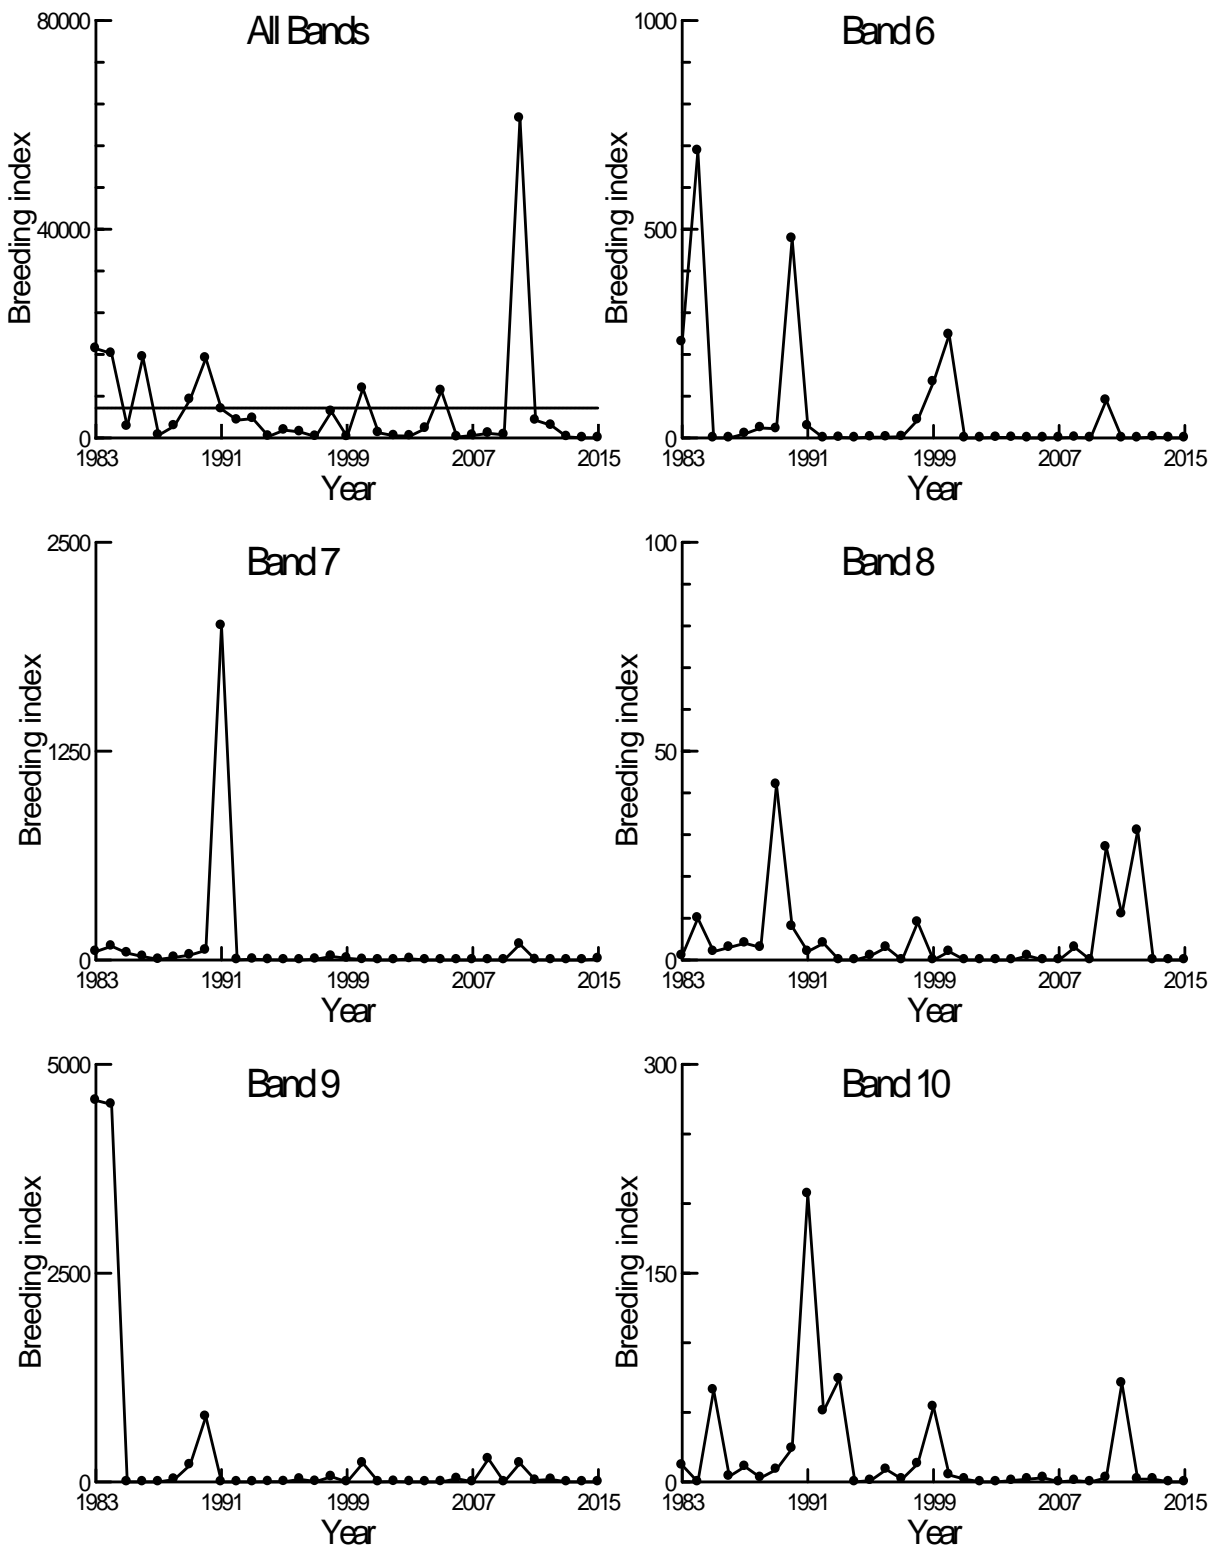 All Bands
80000
40000
0
Breeding index
1983 1991 1999 2007 2015
Year
Band 6
1000
500
0
Breeding index
1983 1991 1999 2007 2015
Year
Band 7
2500
1250
0
Breeding index
1983 1991 1999 2007 2015
Year
Band 8
100
50
0
Breeding index
1983 1991 1999 2007 2015
Year
Band 9
5000
2500
0
Breeding index
1983 1991 1999 2007 2015
Year
Band 10
300
150
0
Breeding index
1983 1991 1999 2007 2015
Year